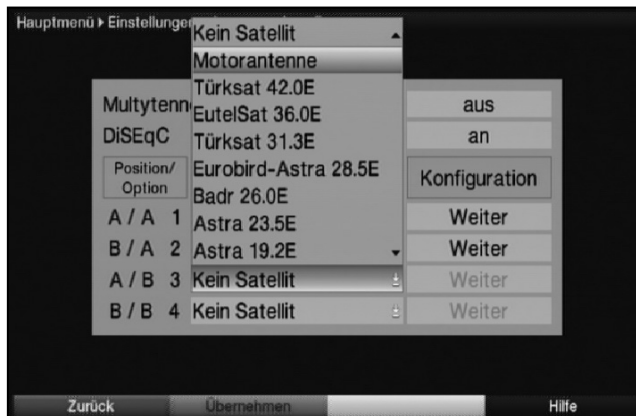 Hauptmenü ▸ Einstellungen
Kein Satellit
Motorantenne
Türksat 42.0E
EutelSat 36.0E
Türksat 31.3E
Eurobird-Astra 28.5E
Badr 26.0E
Astra 23.5E
Astra 19.2E
Multytenn
aus
DiSEqC
an
Position/
Option
Konfiguration
A / A 1
Weiter
B / A 2
Weiter
A / B 3 Kein Satellit
Weiter
B / B 4 Kein Satellit
Weiter
Zurück
Übernehmen
Hilfe